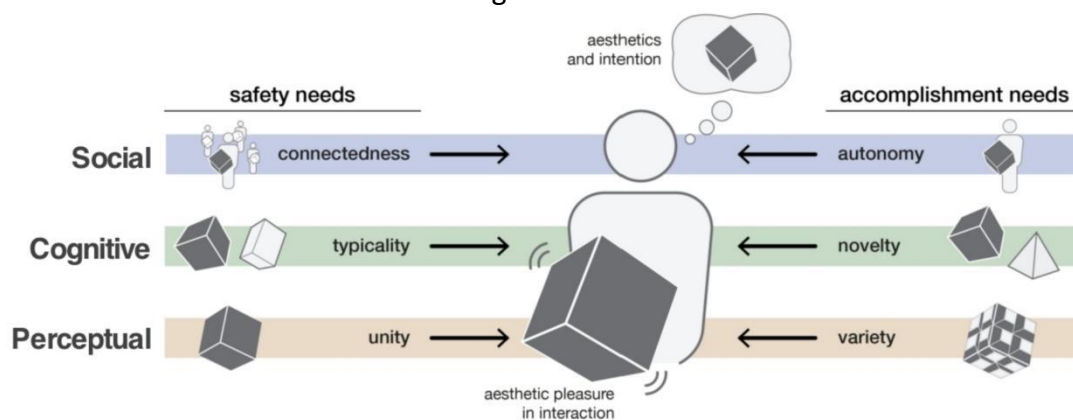 g
aesthetics
and intention
safety needs
accomplishment needs
Social
connectedness
autonomy
Cognitive
typicality
novelty
Perceptual
unity
variety
aesthetic pleasure
in interaction